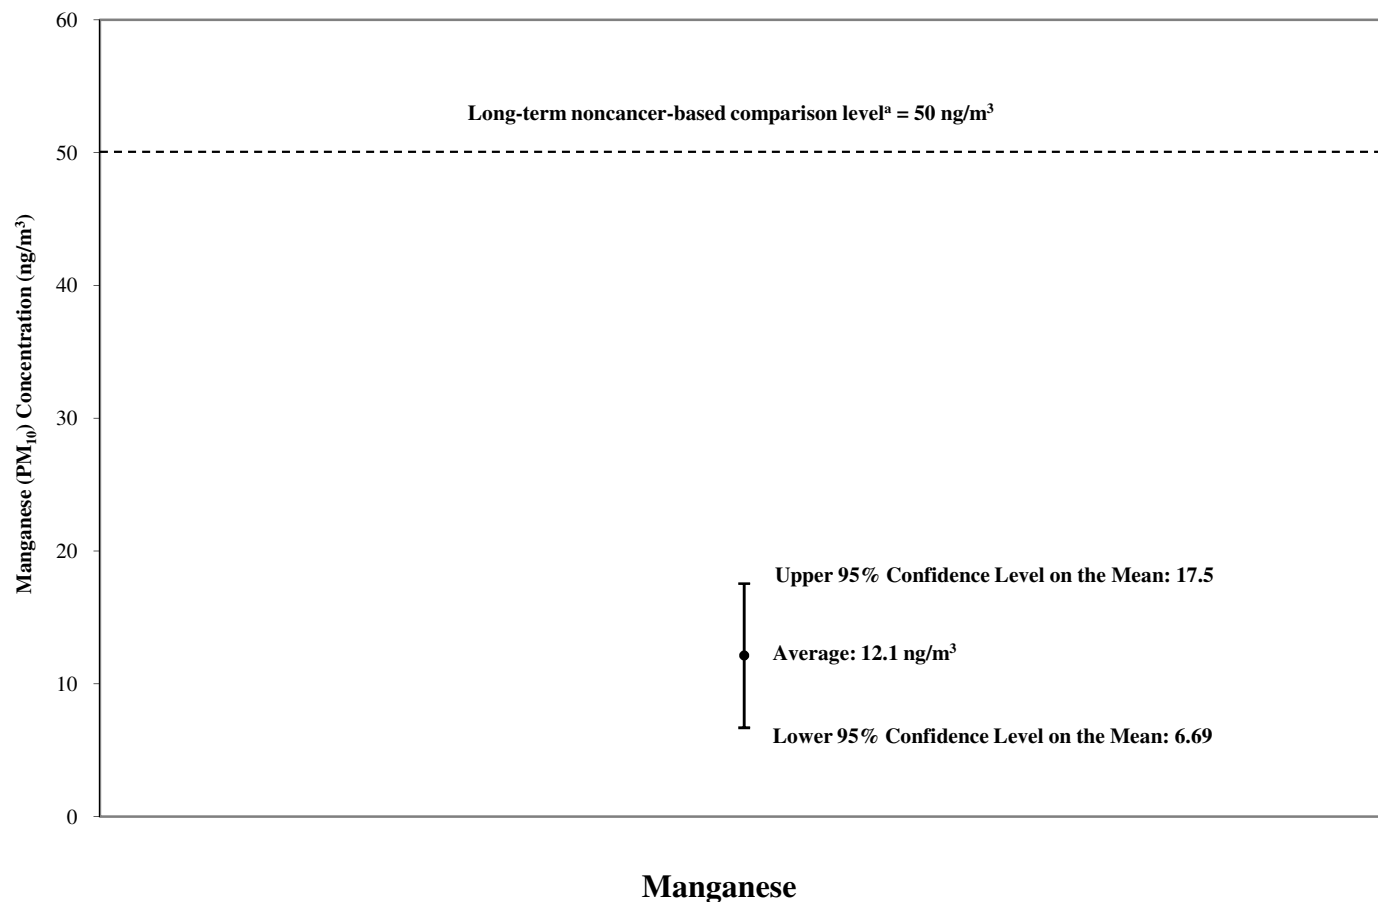 60
Long-term noncancer-based comparison levelᵃ = 50 ng/m³
50
Manganese (PM₁₀) Concentration (ng/m³)
40
30
20
Upper 95% Confidence Level on the Mean: 17.5
Average: 12.1 ng/m³
10
Lower 95% Confidence Level on the Mean: 6.69
0
Manganese